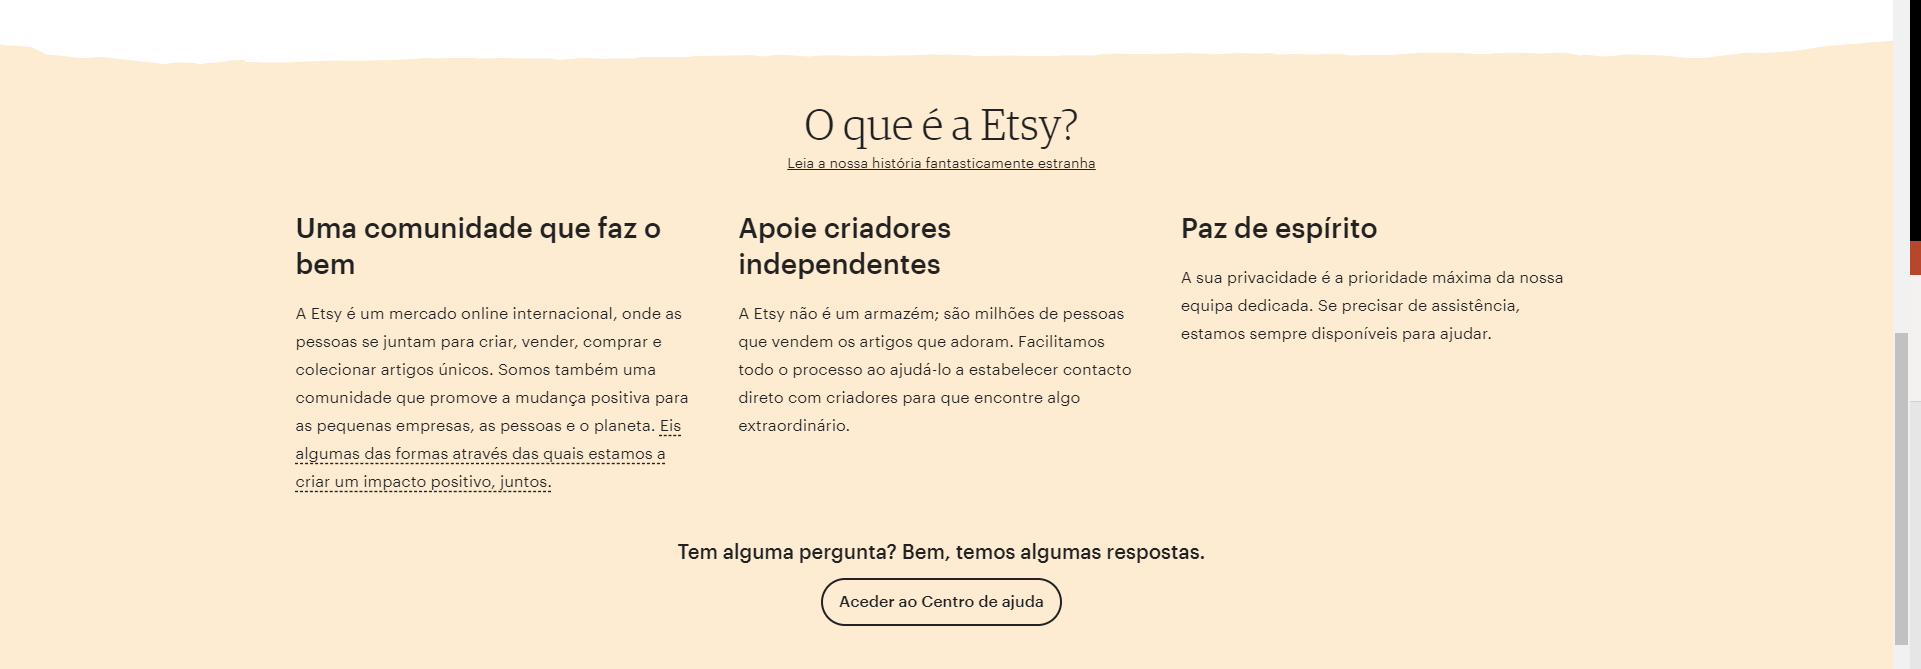 O que é a Etsy?
Leia a nossa história fantasticamente estranha
Uma comunidade que faz o
bem
A Etsy é um mercado online internacional, onde as
pessoas se juntam para criar, vender, comprar e
colecionar artigos únicos. Somos também uma
comunidade que promove a mudança positiva para
as pequenas empresas, as pessoas e o planeta. Eis
algumas das formas através das quais estamos a
criar um impacto positivo, juntos.
Apoie criadores
independentes
A Etsy não é um armazém; são milhões de pessoas
que vendem os artigos que adoram. Facilitamos
todo o processo ao ajudá-lo a estabelecer contacto
direto com criadores para que encontre algo
extraordinário.
Paz de espírito
A sua privacidade é a prioridade máxima da nossa
equipa dedicada. Se precisar de assistência,
estamos sempre disponíveis para ajudar.
Tem alguma pergunta? Bem, temos algumas respostas.
Aceder ao Centro de ajuda